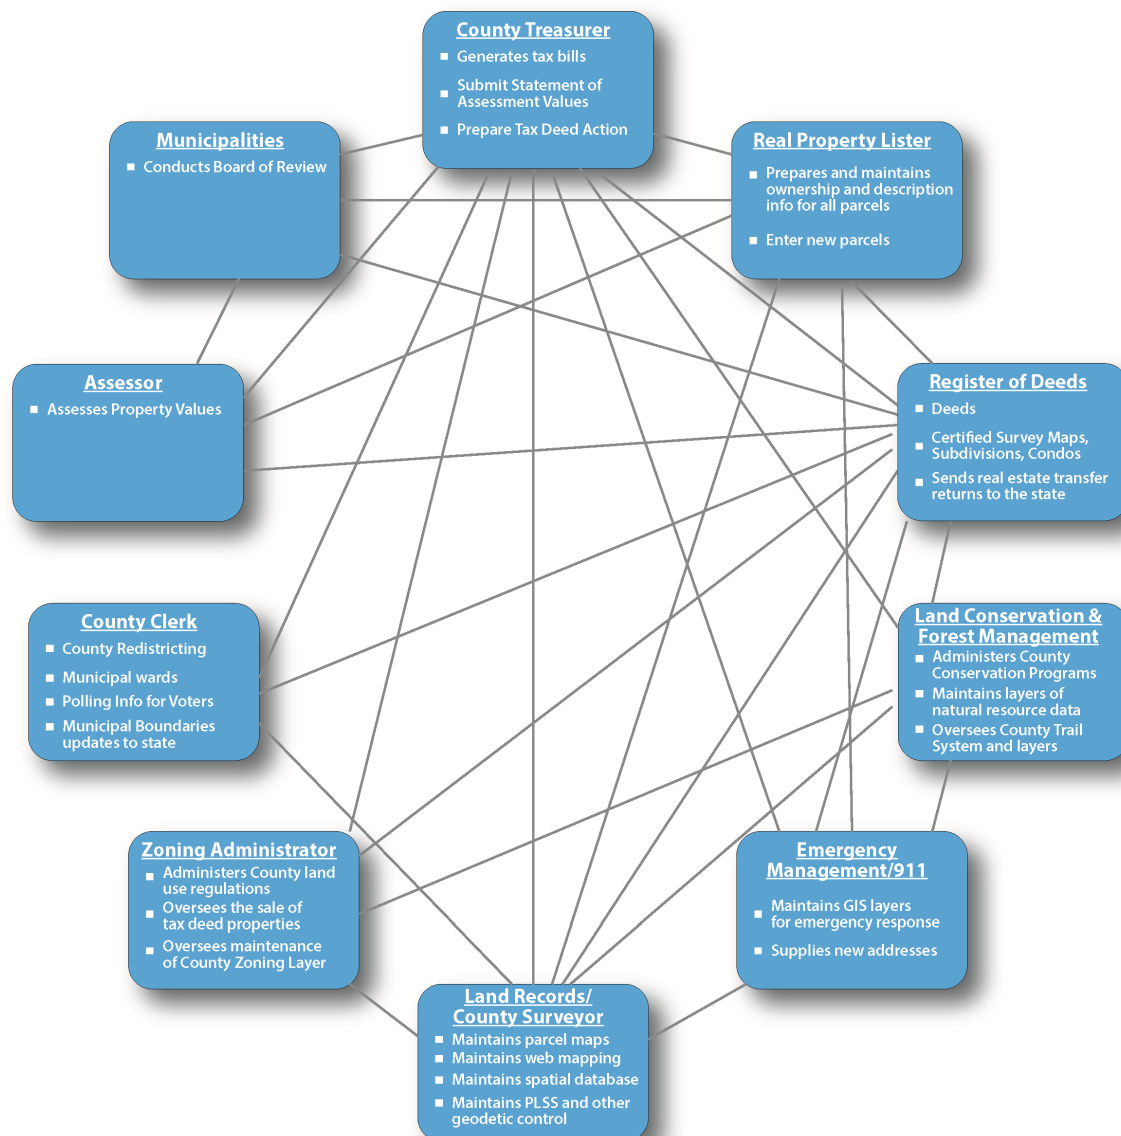 County Treasurer
Generates tax bills
Submit Statement of
Assessment Values
Prepare Tax Deed Action
Municipalities
Conducts Board of Review
Real Property Lister
Prepares and maintains
ownership and description
info for all parcels
Enter new parcels
Assessor
Assesses Property Values
Register of Deeds
Deeds
Certified Survey Maps,
Subdivisions, Condos
Sends real estate transfer
returns to the state
County Clerk
County Redistricting
Municipal wards
Polling Info for Voters
Municipal Boundaries
updates to state
Land Conservation &
Forest Management
Administers County
Conservation Programs
Maintains layers of
natural resource data
Oversees County Trail
System and layers
Zoning Administrator
Administers County land
use regulations
Oversees the sale of
tax deed properties
Oversees maintenance
of County Zoning Layer
Emergency
Management/911
Maintains GIS layers
for emergency response
Supplies new addresses
Land Records/
County Surveyor
Maintains parcel maps
Maintains web mapping
Maintains spatial database
Maintains PLSS and other
geodetic control